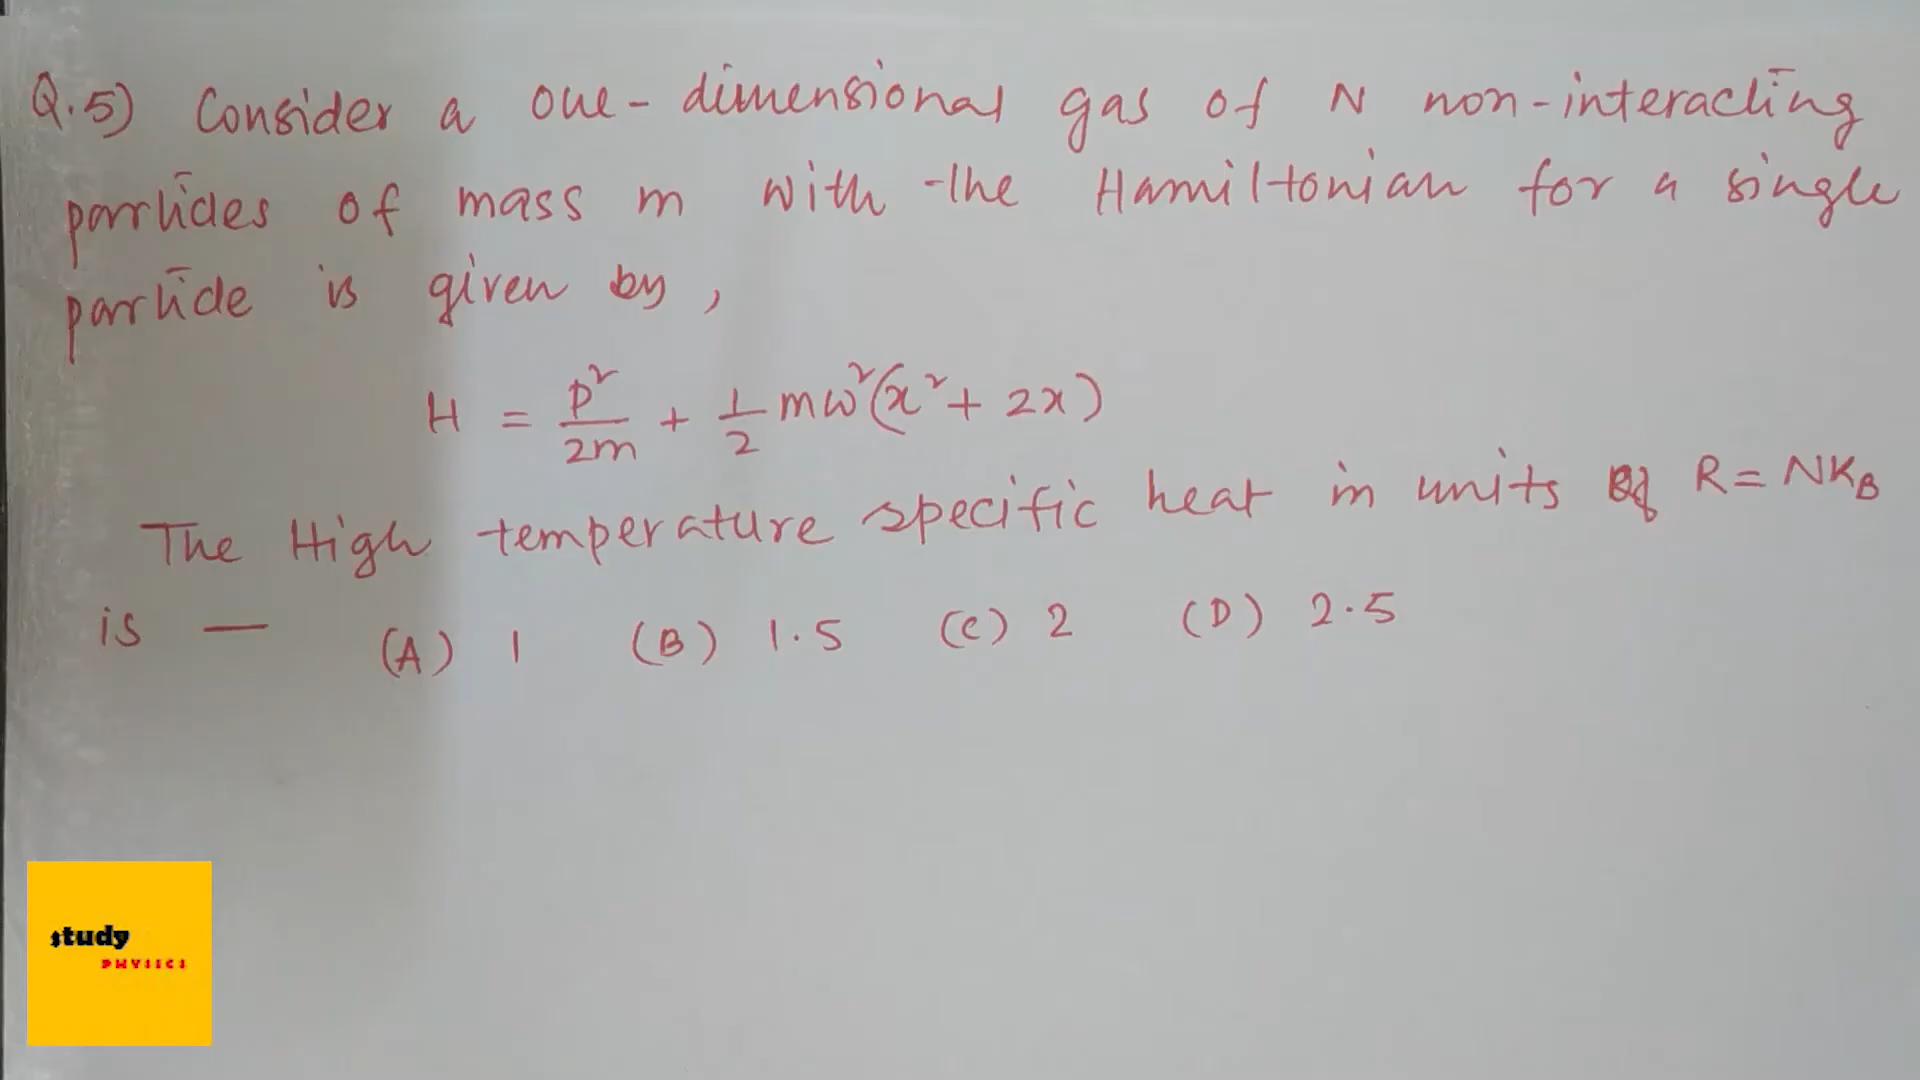 Q.5) Consider a one-dimensional gas of N non-interacting
particles of mass m with the Hamiltonian for a single
particle is given by,
H = p²/2m + 1/2 mω²(x² + 2x)
The High temperature specific heat in units of R = NKB
is — (A) 1 (B) 1.5 (C) 2 (D) 2.5
study
PHYSICS